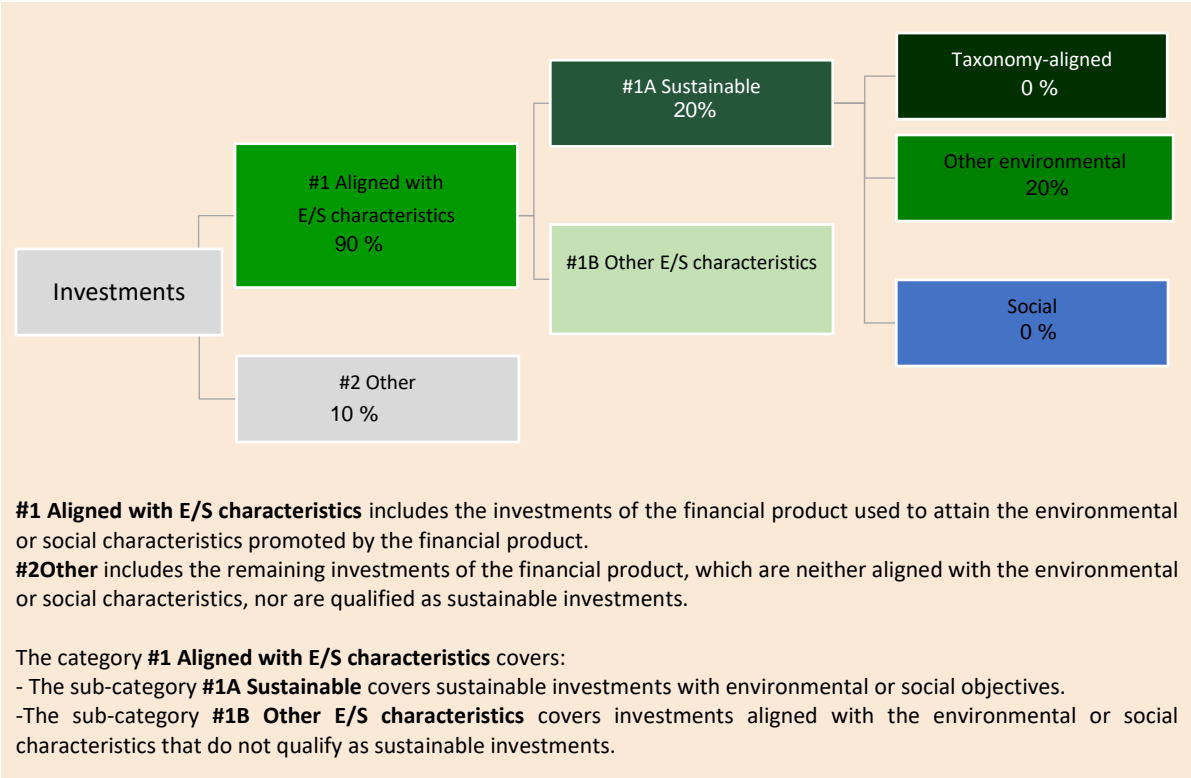 Investments
#1 Aligned with
E/S characteristics
90 %
#2 Other
10 %
#1A Sustainable
20%
#1B Other E/S characteristics
Taxonomy-aligned
0 %
Other environmental
20%
Social
0 %
#1 Aligned with E/S characteristics includes the investments of the financial product used to attain the environmental
or social characteristics promoted by the financial product.
#2Other includes the remaining investments of the financial product, which are neither aligned with the environmental
or social characteristics, nor are qualified as sustainable investments.
The category #1 Aligned with E/S characteristics covers:
- The sub-category #1A Sustainable covers sustainable investments with environmental or social objectives.
-The sub-category #1B Other E/S characteristics covers investments aligned with the environmental or social
characteristics that do not qualify as sustainable investments.